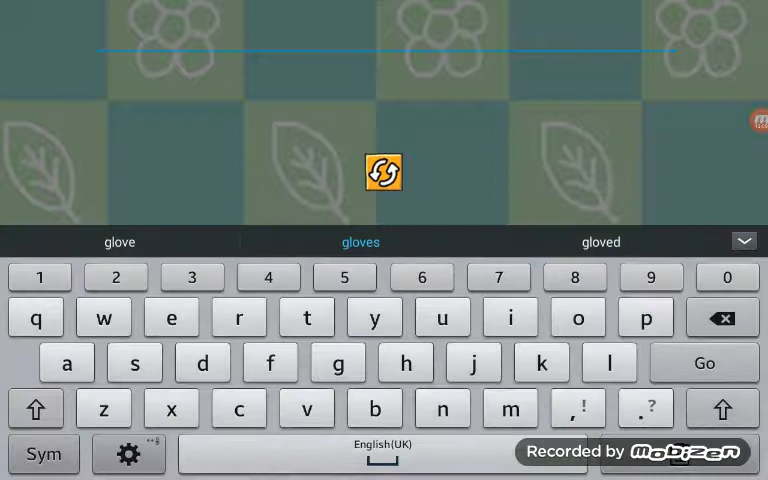 glove gloves gloved
1 2 3 4 5 6 7 8 9 0
q w e r t y u i o p
a s d f g h j k l Go
z x c v b n m ,! .?
Sym English(UK)
Recorded by mobizen